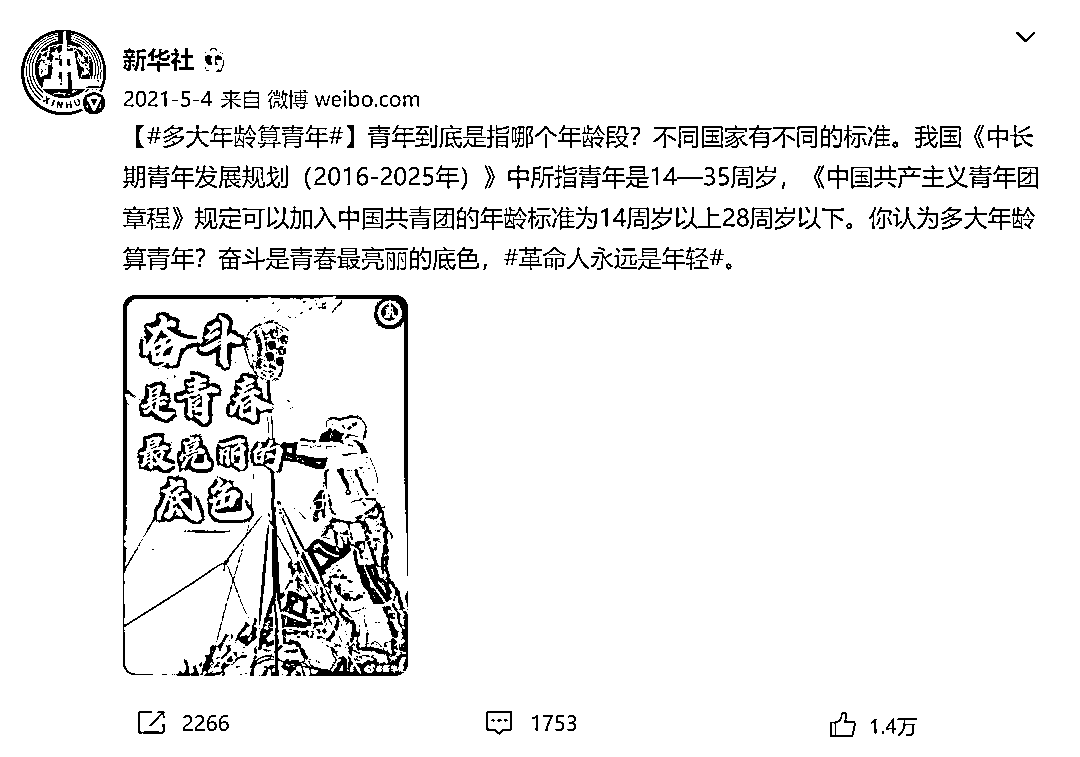 新华社
2021-5-4 来自 微博 weibo.com
【#多大年龄算青年#】青年到底是指哪个年龄段？不同国家有不同的标准。我国《中长
期青年发展规划（2016-2025年）》中所指青年是14—35周岁，《中国共产主义青年团
章程》规定可以加入中国共青团的年龄标准为14周岁以上28周岁以下。你认为多大年龄
算青年？奋斗是青春最亮丽的底色，#革命人永远是年轻#。
奋斗
是青春
最亮丽的
底色
2266
1753
1.4万